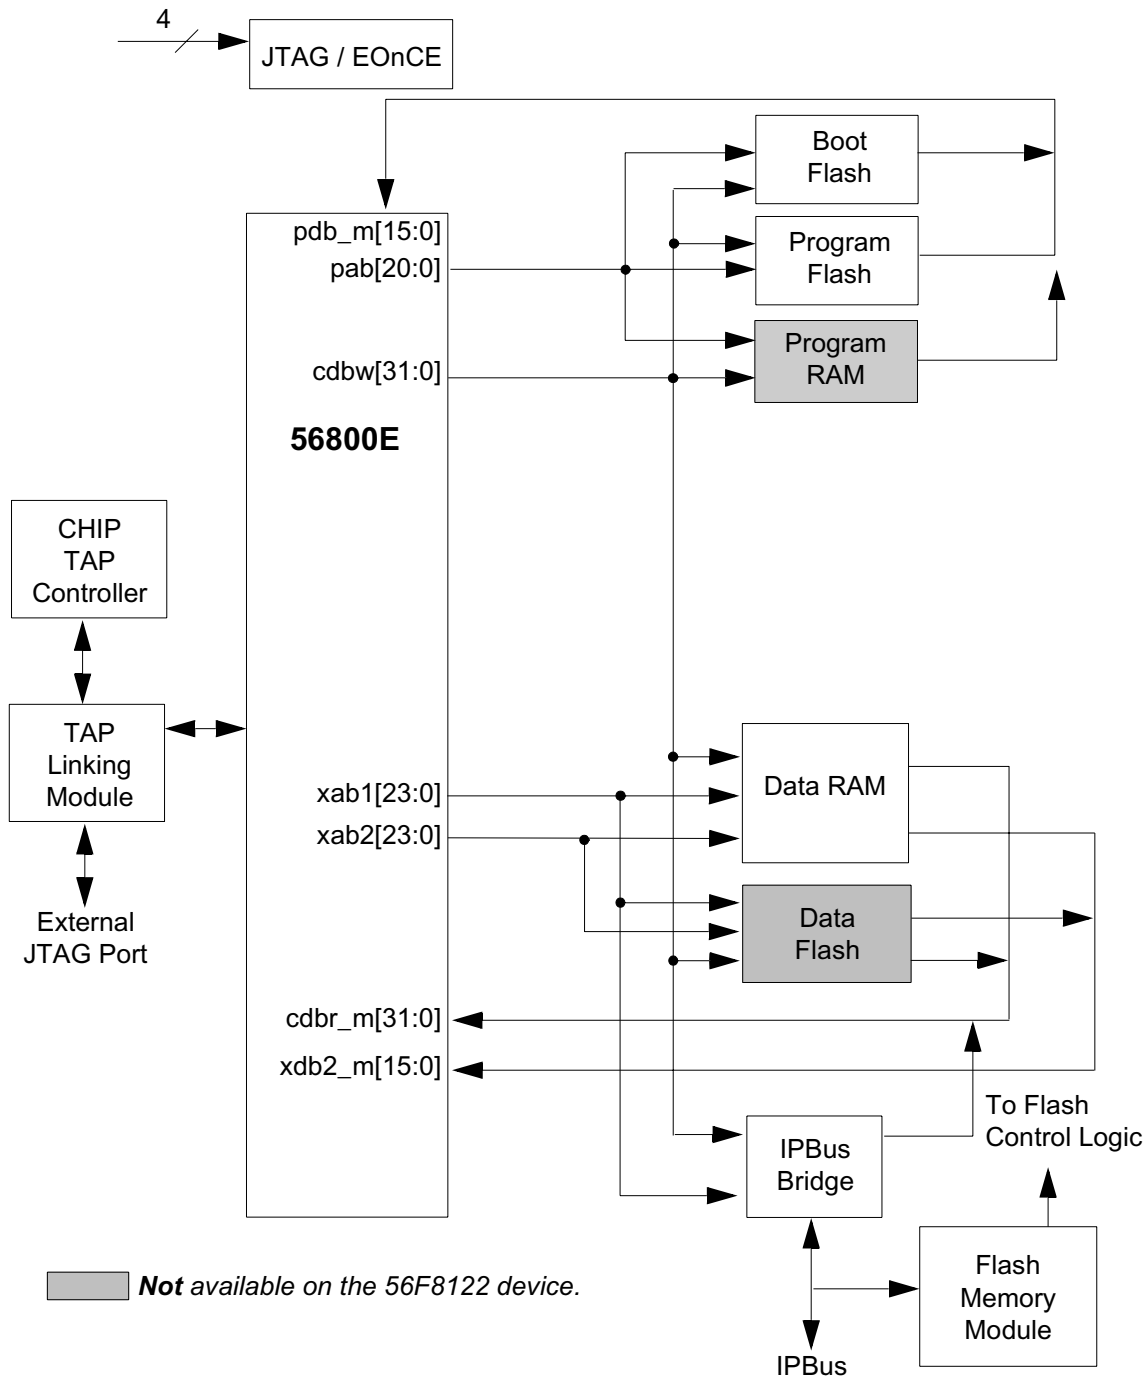 4
JTAG / EOnCE
Boot
Flash
pdb_m[15:0]
pab[20:0]
Program
Flash
cdbw[31:0]
Program
RAM
56800E
CHIP
TAP
Controller
TAP
Linking
Module
External
JTAG Port
xab1[23:0]
xab2[23:0]
Data RAM
Data
Flash
cdbr_m[31:0]
xdb2_m[15:0]
To Flash
Control Logic
IPBus
Bridge
Flash
Memory
Module
IPBus
Not available on the 56F8122 device.